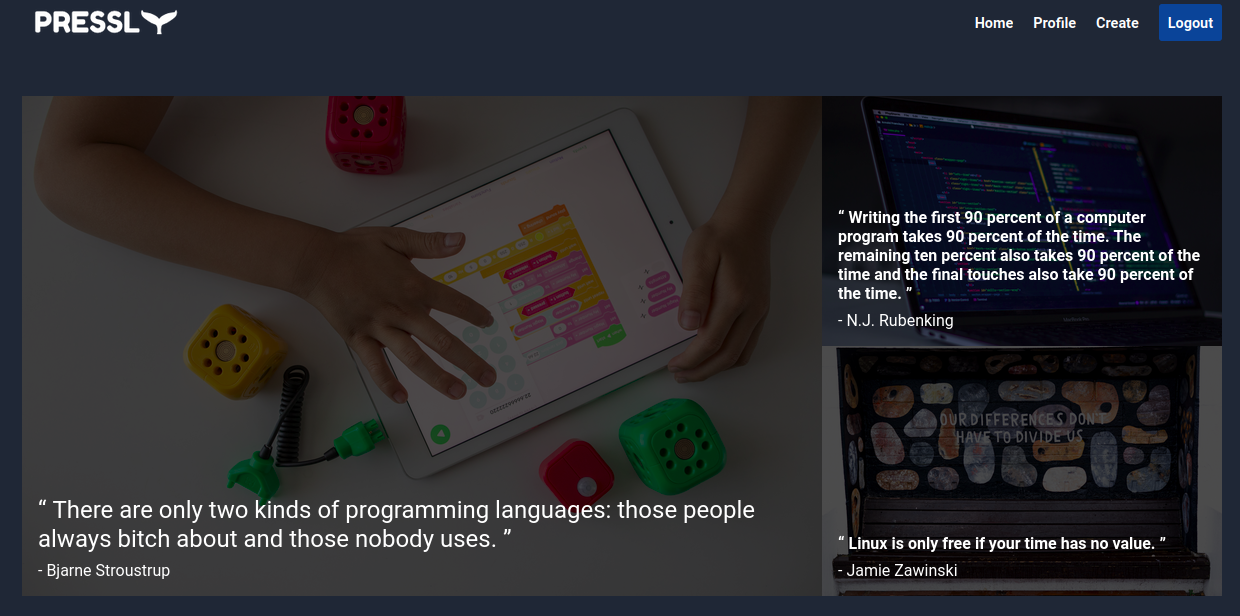 PRESSLY
Home Profile Create Logout
“ There are only two kinds of programming languages: those people
always bitch about and those nobody uses. ”
- Bjarne Stroustrup
“ Writing the first 90 percent of a computer
program takes 90 percent of the time. The
remaining ten percent also takes 90 percent of the
time and the final touches also take 90 percent of
the time. ”
- N.J. Rubenking
OUR DIFFERENCES DON'T
HAVE TO DIVIDE US
“ Linux is only free if your time has no value. ”
- Jamie Zawinski